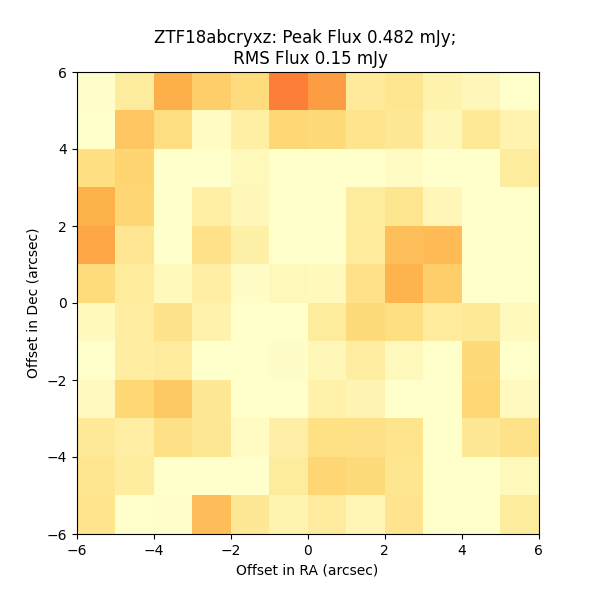 ZTF18abcryxz: Peak Flux 0.482 mJy;
RMS Flux 0.15 mJy
6
4
2
0
−2
−4
−6
Offset in Dec (arcsec)
−6 −4 −2 0 2 4 6
Offset in RA (arcsec)